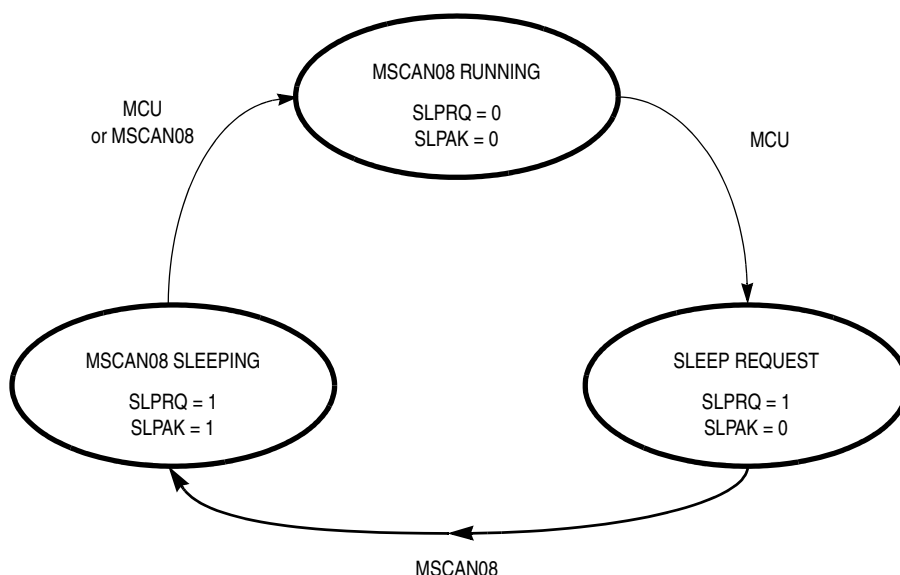 MSCAN08 RUNNING
SLPRQ = 0
SLPAK = 0
MCU
or MSCAN08
MCU
MSCAN08 SLEEPING
SLPRQ = 1
SLPAK = 1
SLEEP REQUEST
SLPRQ = 1
SLPAK = 0
MSCAN08